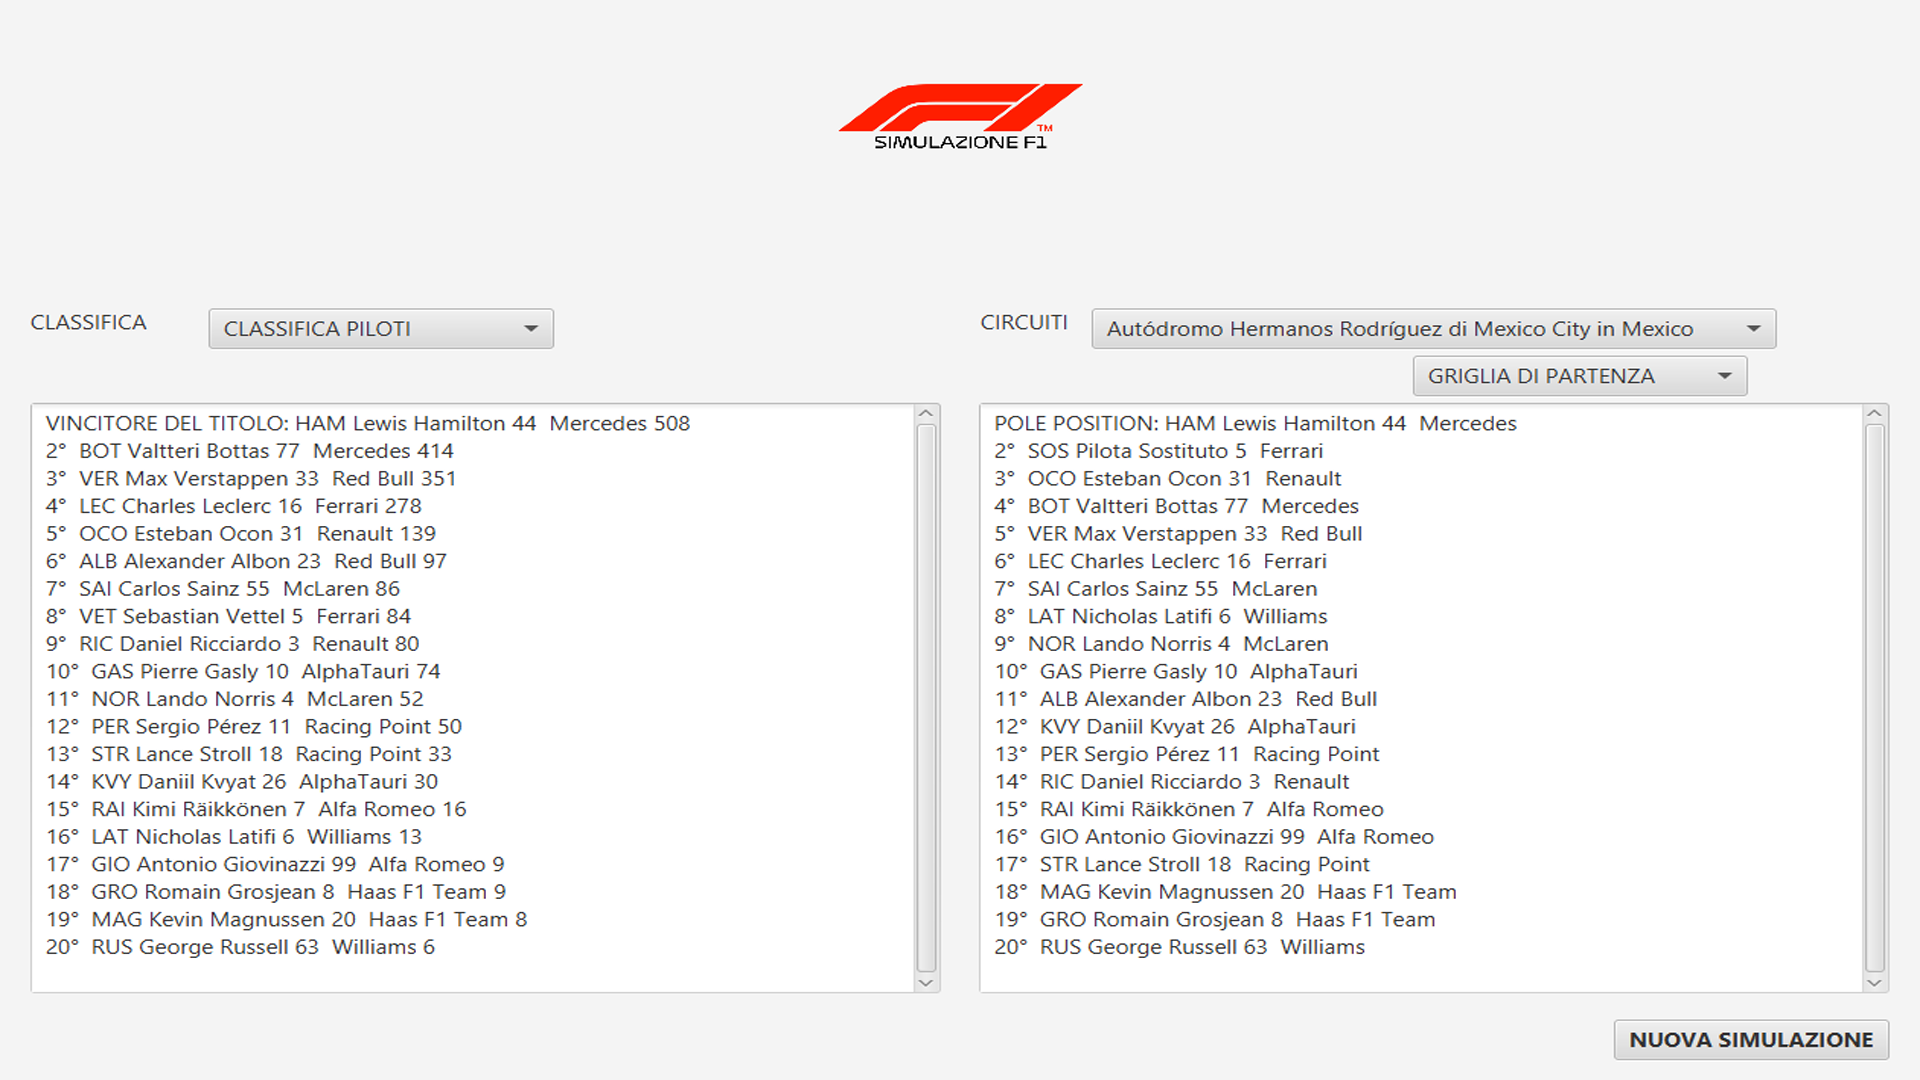 TM
SIMULAZIONE F1
CLASSIFICA
CLASSIFICA PILOTI
CIRCUITI
Autódromo Hermanos Rodríguez di Mexico City in Mexico
GRIGLIA DI PARTENZA
VINCITORE DEL TITOLO: HAM Lewis Hamilton 44  Mercedes 508
2°  BOT Valtteri Bottas 77  Mercedes 414
3°  VER Max Verstappen 33  Red Bull 351
4°  LEC Charles Leclerc 16  Ferrari 278
5°  OCO Esteban Ocon 31  Renault 139
6°  ALB Alexander Albon 23  Red Bull 97
7°  SAI Carlos Sainz 55  McLaren 86
8°  VET Sebastian Vettel 5  Ferrari 84
9°  RIC Daniel Ricciardo 3  Renault 80
10°  GAS Pierre Gasly 10  AlphaTauri 74
11°  NOR Lando Norris 4  McLaren 52
12°  PER Sergio Pérez 11  Racing Point 50
13°  STR Lance Stroll 18  Racing Point 33
14°  KVY Daniil Kvyat 26  AlphaTauri 30
15°  RAI Kimi Räikkönen 7  Alfa Romeo 16
16°  LAT Nicholas Latifi 6  Williams 13
17°  GIO Antonio Giovinazzi 99  Alfa Romeo 9
18°  GRO Romain Grosjean 8  Haas F1 Team 9
19°  MAG Kevin Magnussen 20  Haas F1 Team 8
20°  RUS George Russell 63  Williams 6
POLE POSITION: HAM Lewis Hamilton 44  Mercedes
2°  SOS Pilota Sostituto 5  Ferrari
3°  OCO Esteban Ocon 31  Renault
4°  BOT Valtteri Bottas 77  Mercedes
5°  VER Max Verstappen 33  Red Bull
6°  LEC Charles Leclerc 16  Ferrari
7°  SAI Carlos Sainz 55  McLaren
8°  LAT Nicholas Latifi 6  Williams
9°  NOR Lando Norris 4  McLaren
10°  GAS Pierre Gasly 10  AlphaTauri
11°  ALB Alexander Albon 23  Red Bull
12°  KVY Daniil Kvyat 26  AlphaTauri
13°  PER Sergio Pérez 11  Racing Point
14°  RIC Daniel Ricciardo 3  Renault
15°  RAI Kimi Räikkönen 7  Alfa Romeo
16°  GIO Antonio Giovinazzi 99  Alfa Romeo
17°  STR Lance Stroll 18  Racing Point
18°  MAG Kevin Magnussen 20  Haas F1 Team
19°  GRO Romain Grosjean 8  Haas F1 Team
20°  RUS George Russell 63  Williams
NUOVA SIMULAZIONE